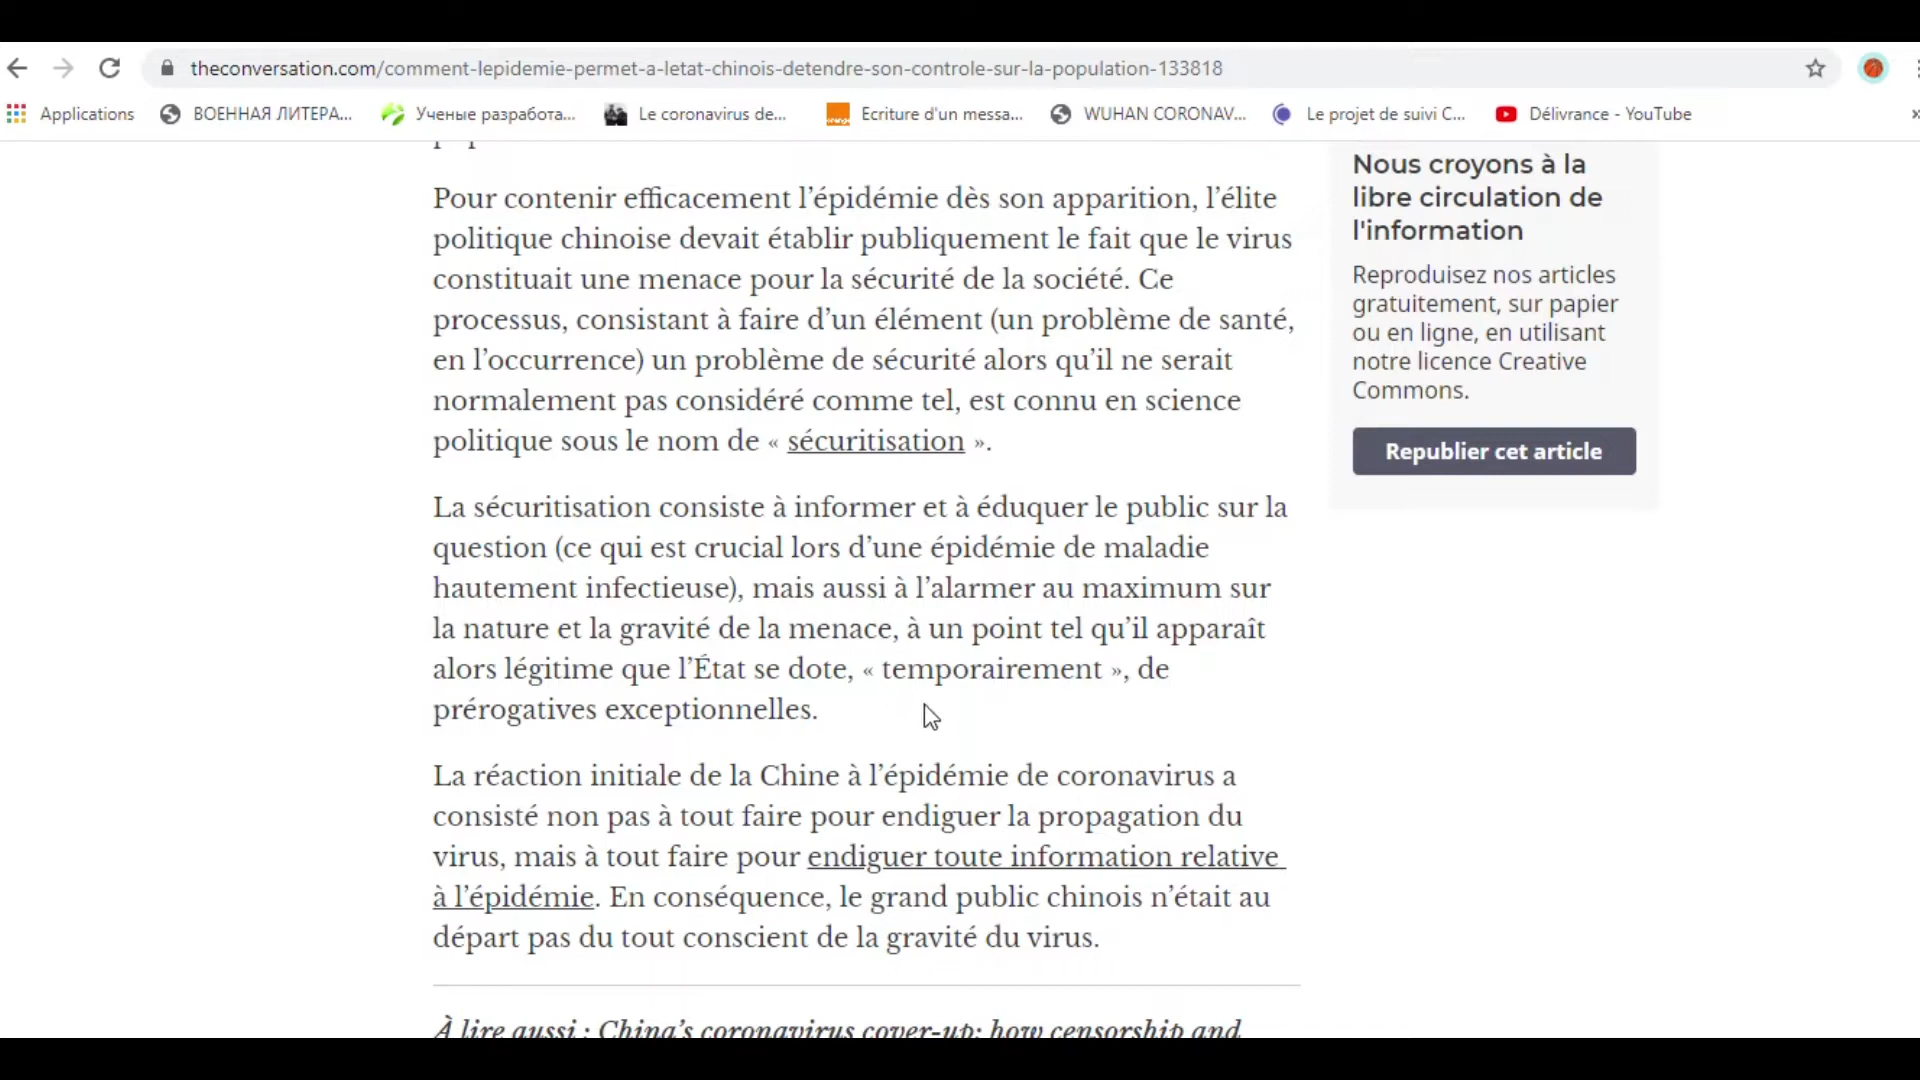 theconversation.com/comment-lepidemie-permet-a-letat-chinois-detendre-son-controle-sur-la-population-133818
Applications ВОЕННАЯ ЛИТЕРА... Ученые разработа... Le coronavirus de... Ecriture d'un messa... WUHAN CORONAV... Le projet de suivi C... Délivrance - YouTube
Pour contenir efficacement l’épidémie dès son apparition, l’élite
politique chinoise devait établir publiquement le fait que le virus
constituait une menace pour la sécurité de la société. Ce
processus, consistant à faire d’un élément (un problème de santé,
en l’occurrence) un problème de sécurité alors qu’il ne serait
normalement pas considéré comme tel, est connu en science
politique sous le nom de « sécuritisation ».
La sécuritisation consiste à informer et à éduquer le public sur la
question (ce qui est crucial lors d’une épidémie de maladie
hautement infectieuse), mais aussi à l’alarmer au maximum sur
la nature et la gravité de la menace, à un point tel qu’il apparaît
alors légitime que l’État se dote, « temporairement », de
prérogatives exceptionnelles.
La réaction initiale de la Chine à l’épidémie de coronavirus a
consisté non pas à tout faire pour endiguer la propagation du
virus, mais à tout faire pour endiguer toute information relative
à l’épidémie. En conséquence, le grand public chinois n’était au
départ pas du tout conscient de la gravité du virus.
À lire aussi : China’s coronavirus cover-up: how censorship and
Nous croyons à la
libre circulation de
l'information
Reproduisez nos articles
gratuitement, sur papier
ou en ligne, en utilisant
notre licence Creative
Commons.
Republier cet article